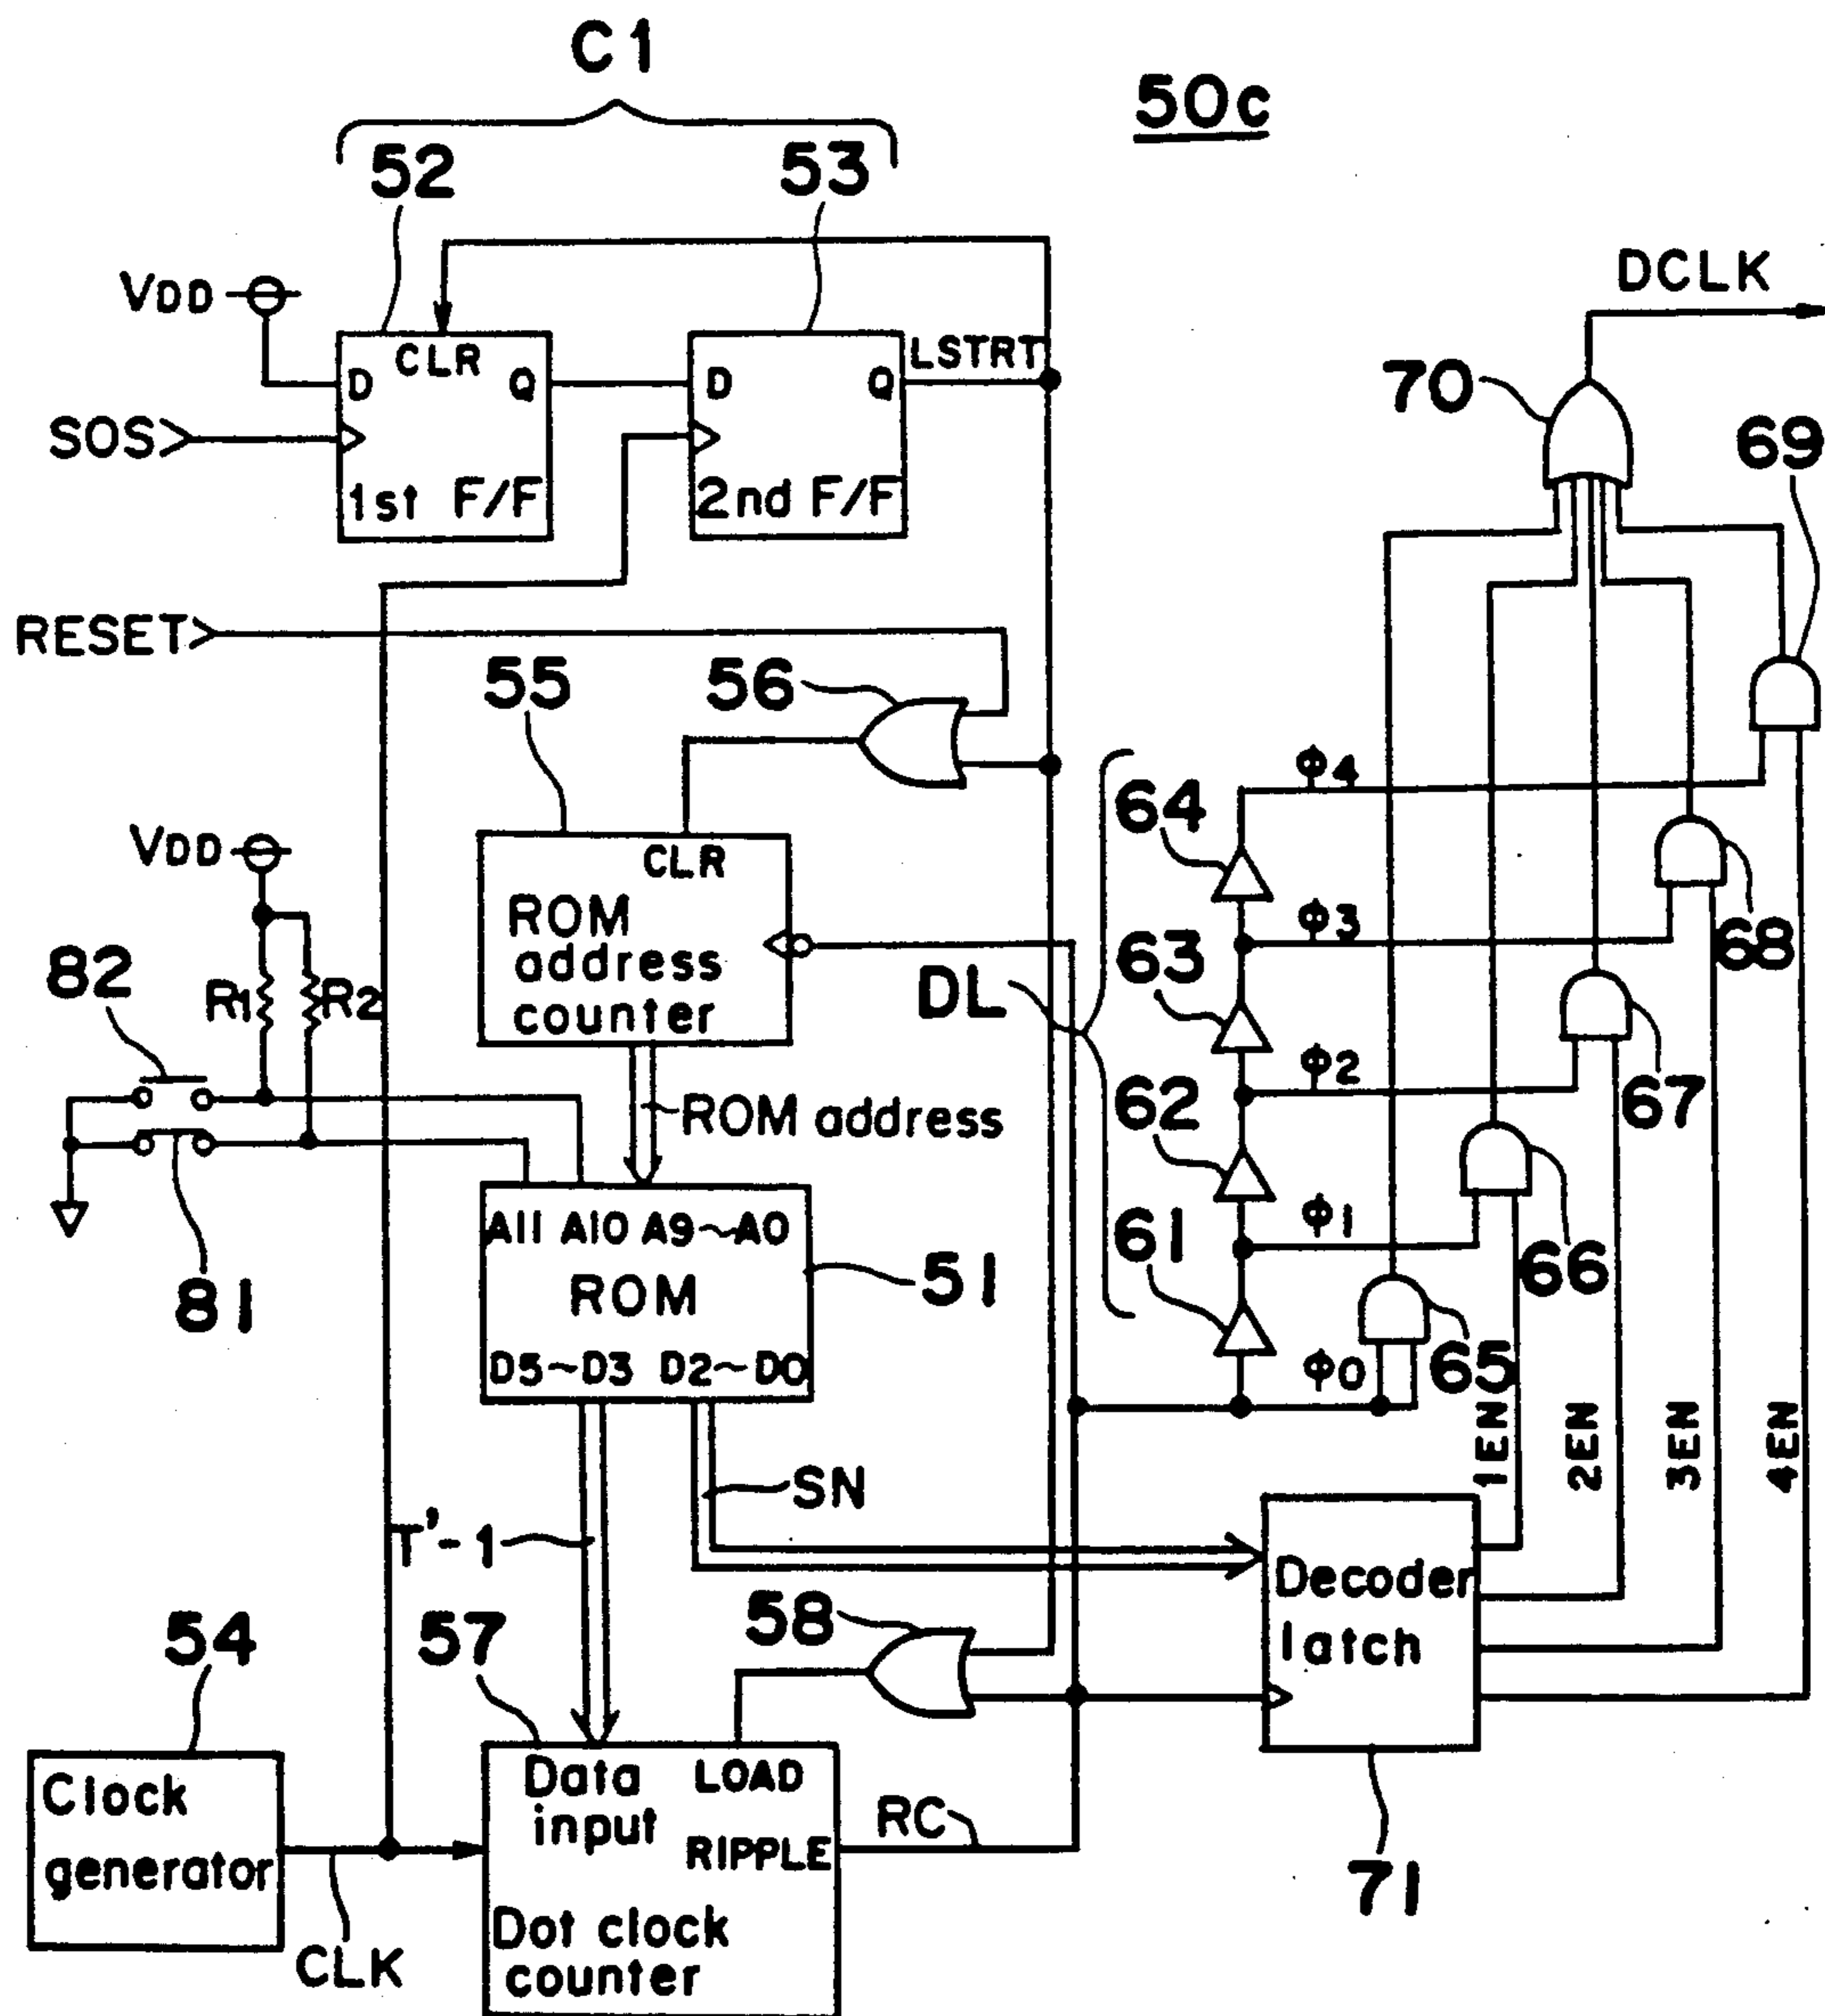 C1
50c
52
53
VDD
CLR
D
Q
D
Q
LSTRT
DCLK
SOS
1st F/F
2nd F/F
70
69
RESET
55
56
CLR
ROM
address
counter
VDD
82
R1
R2
ROM address
DL
64
ϕ4
63
ϕ3
68
62
ϕ2
67
61
ϕ1
66
ϕ0
65
81
A11 A10 A9~A0
ROM
D5~D3 D2~D0
51
SN
T'-1
1EN
2EN
3EN
4EN
Decoder
latch
71
54
57
58
Clock
generator
CLK
Data
input
LOAD
RIPPLE
RC
Dot clock
counter